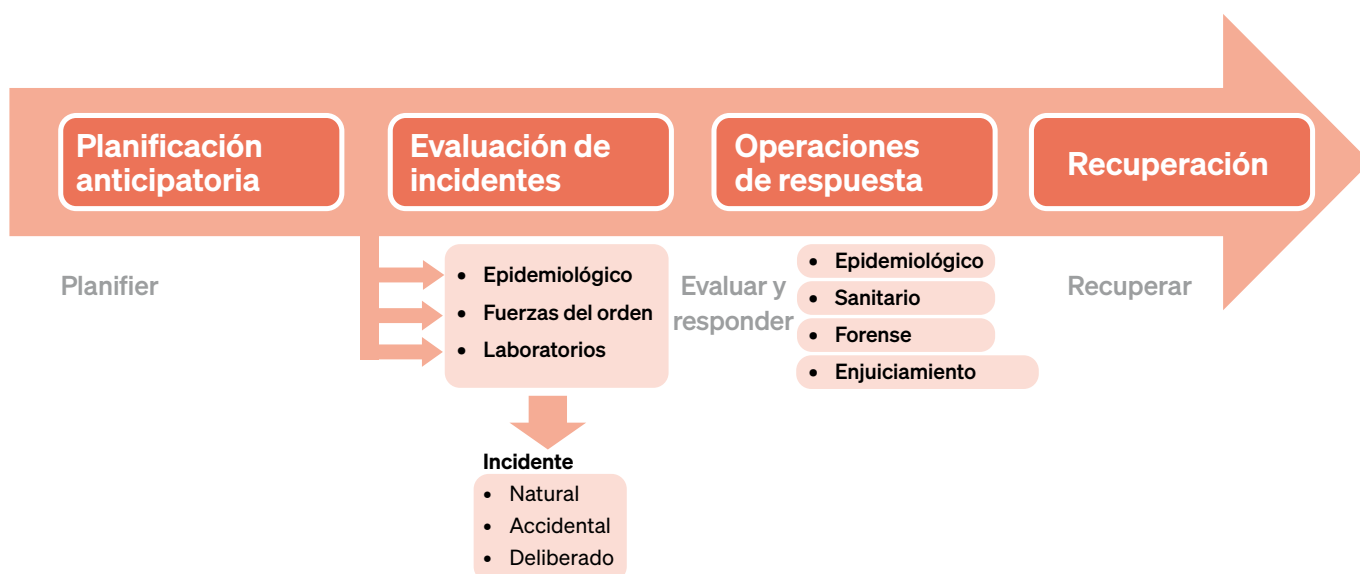 Planificación
anticipatoria
Evaluación de
incidentes
Operaciones
de respuesta
Recuperación
Planifier
• Epidemiológico
• Fuerzas del orden
• Laboratorios
Evaluar y
responder
• Epidemiológico
• Sanitario
• Forense
• Enjuiciamiento
Recuperar
Incidente
• Natural
• Accidental
• Deliberado